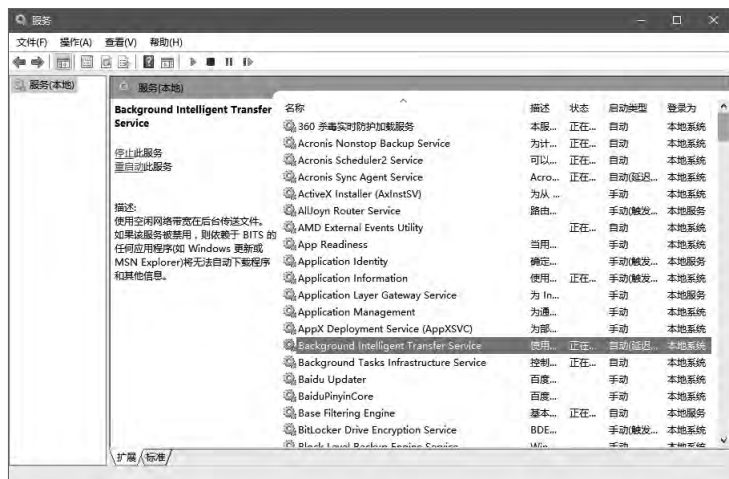 服务
文件(F) 操作(A) 查看(V) 帮助(H)
服务(本地)
服务(本地)
Background Intelligent Transfer Service
停止此服务
重启动此服务
描述:
使用空闲网络带宽在后台传送文件。
如果该服务被禁用，则依赖于 BITS 的
任何应用程序(如 Windows 更新或
MSN Explorer)将无法自动下载程序
和其他信息。
名称 描述 状态 启动类型 登录为
360 杀毒实时防护加载服务 本服... 正在... 自动 本地系统
Acronis Nonstop Backup Service 为计... 正在... 自动 本地系统
Acronis Scheduler2 Service 可以... 正在... 自动 本地系统
Acronis Sync Agent Service Acro... 正在... 自动(延迟... 本地系统
ActiveX Installer (AxInstSV) 为从 ... 手动 本地系统
AllJoyn Router Service 路由... 手动(触发... 本地服务
AMD External Events Utility 正在... 自动 本地系统
App Readiness 当用... 手动 本地系统
Application Identity 确定... 手动(触发... 本地服务
Application Information 使用... 正在... 手动(触发... 本地系统
Application Layer Gateway Service 为 In... 手动 本地服务
Application Management 为通... 手动 本地系统
AppX Deployment Service (AppXSVC) 为部... 手动 本地系统
Background Intelligent Transfer Service 使用... 正在... 自动(延迟... 本地系统
Background Tasks Infrastructure Service 控制... 正在... 自动 本地系统
Baidu Updater 百度... 手动 本地系统
BaiduPinyinCore 百度... 手动 本地系统
Base Filtering Engine 基本... 正在... 自动 本地服务
BitLocker Drive Encryption Service BDE... 手动(触发... 本地系统
Block Level Backup Engine Service Win... 手动 本地系统
扩展 标准